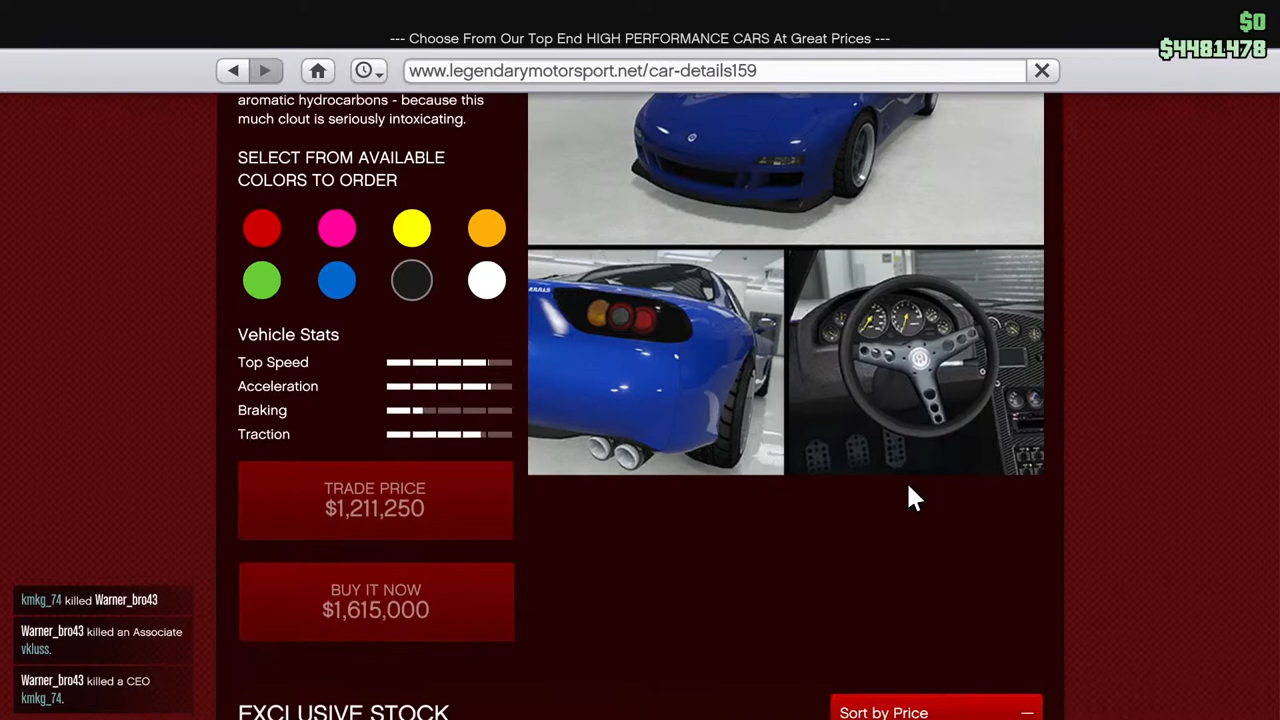 $0
$4481478
--- Choose From Our Top End HIGH PERFORMANCE CARS At Great Prices ---
www.legendarymotorsport.net/car-details159
aromatic hydrocarbons - because this
much clout is seriously intoxicating.
SELECT FROM AVAILABLE
COLORS TO ORDER
Vehicle Stats
Top Speed
Acceleration
Braking
Traction
TRADE PRICE
$1,211,250
BUY IT NOW
$1,615,000
kmkg_74 killed Warner_bro43
Warner_bro43 killed an Associate
vkluss.
Warner_bro43 killed a CEO
kmkg_74.
EXCLUSIVE STOCK
Sort by Price